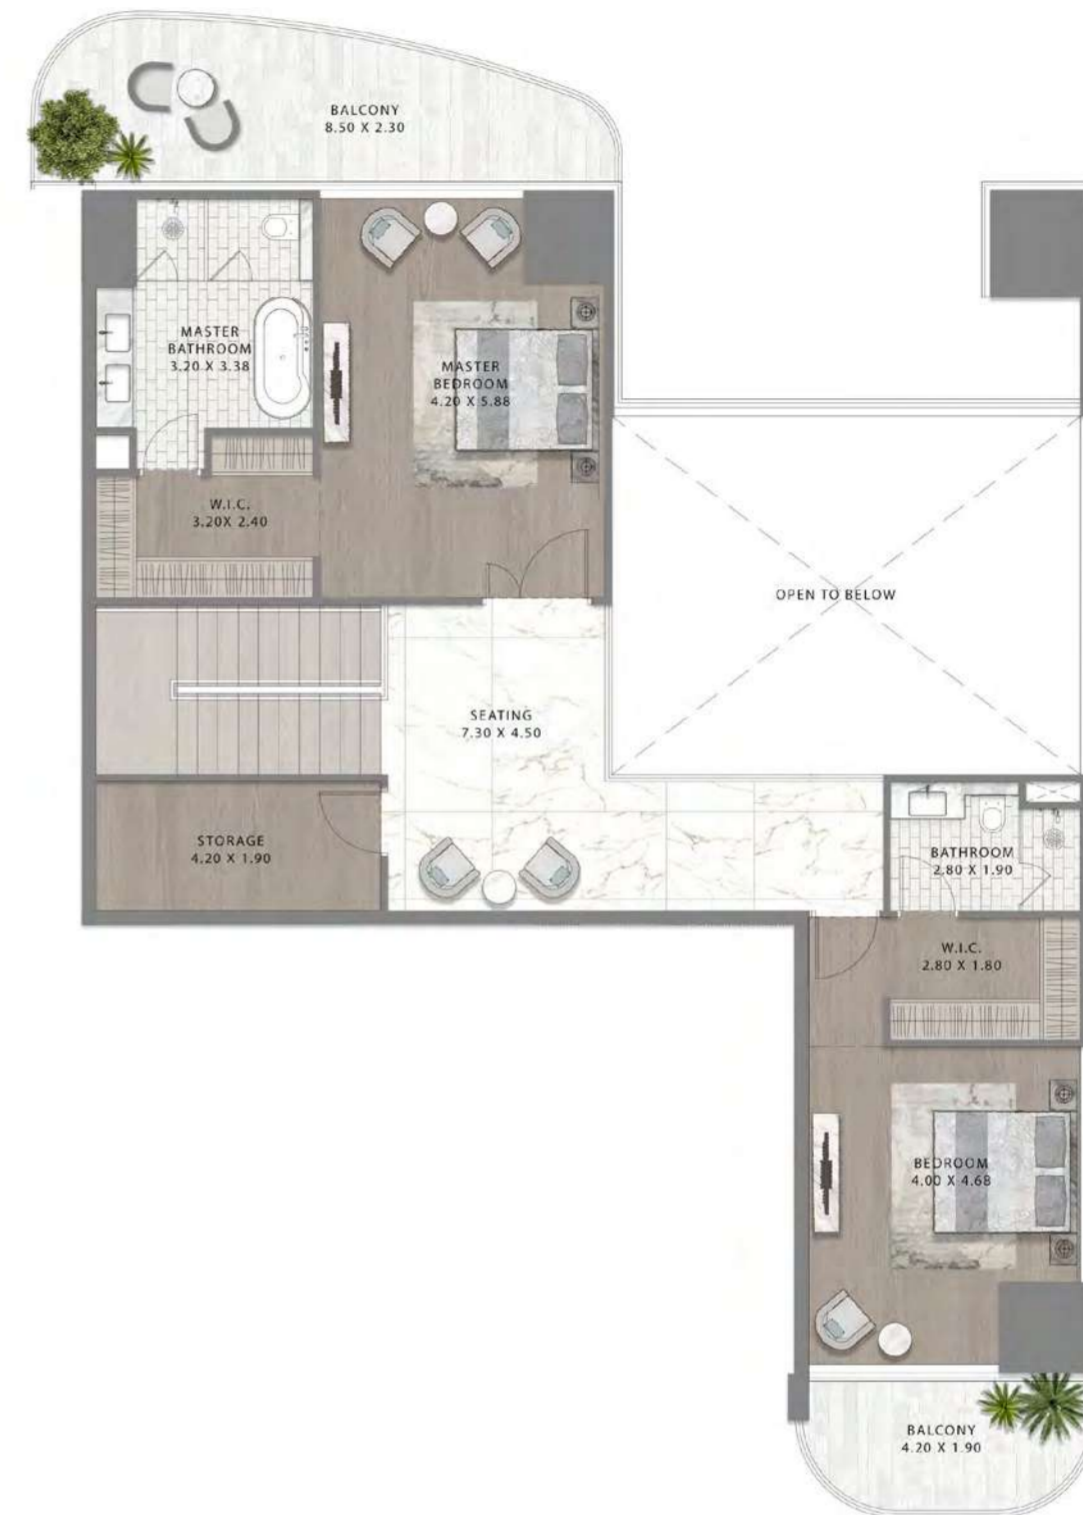 BALCONY
8.50 X 2.30
MASTER
BATHROOM
3.20 X 3.38
MASTER
BEDROOM
4.20 X 5.88
W.I.C.
3.20X 2.40
OPEN TO BELOW
SEATING
7.30 X 4.50
STORAGE
4.20 X 1.90
BATHROOM
2.80 X 1.90
W.I.C.
2.80 X 1.80
BEDROOM
4.00 X 4.68
BALCONY
4.20 X 1.90